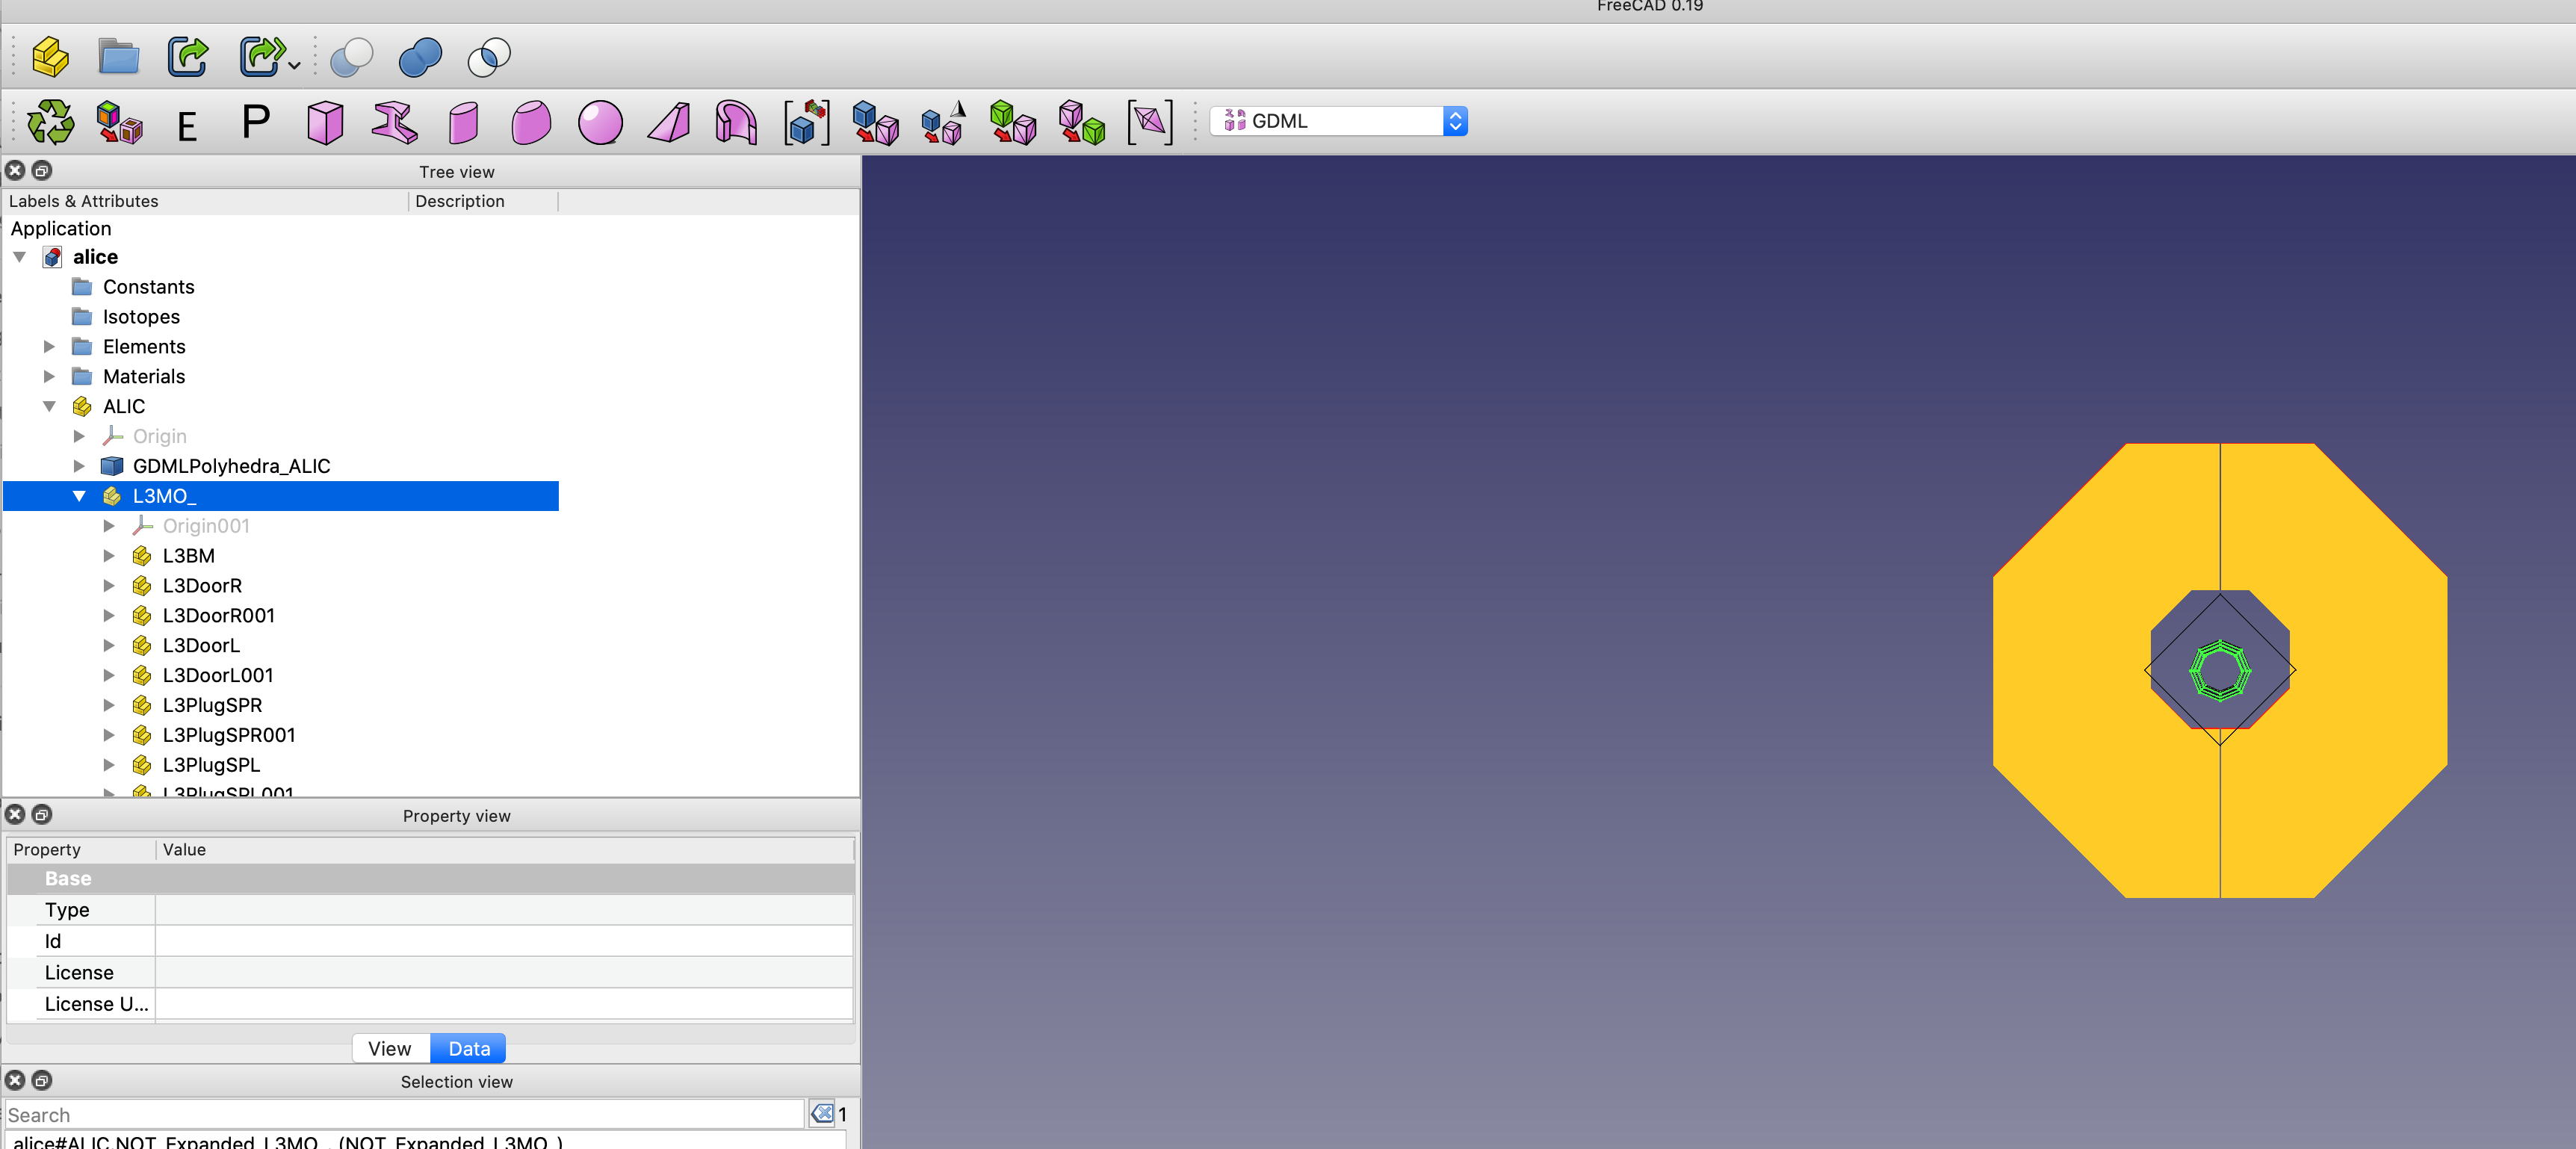 FreeCAD 0.19
E P GDML
Tree view
Labels & Attributes Description
Application
alice
Constants
Isotopes
Elements
Materials
ALIC
Origin
GDMLPolyhedra_ALIC
L3MO_
Origin001
L3BM
L3DoorR
L3DoorR001
L3DoorL
L3DoorL001
L3PlugSPR
L3PlugSPR001
L3PlugSPL
L3PlugSPL001
Property view
Property Value
Base
Type
Id
License
License U...
View Data
Selection view
Search 1
alice#ALIC.NOT_Expanded_L3MO_. (NOT_Expanded_L3MO_)